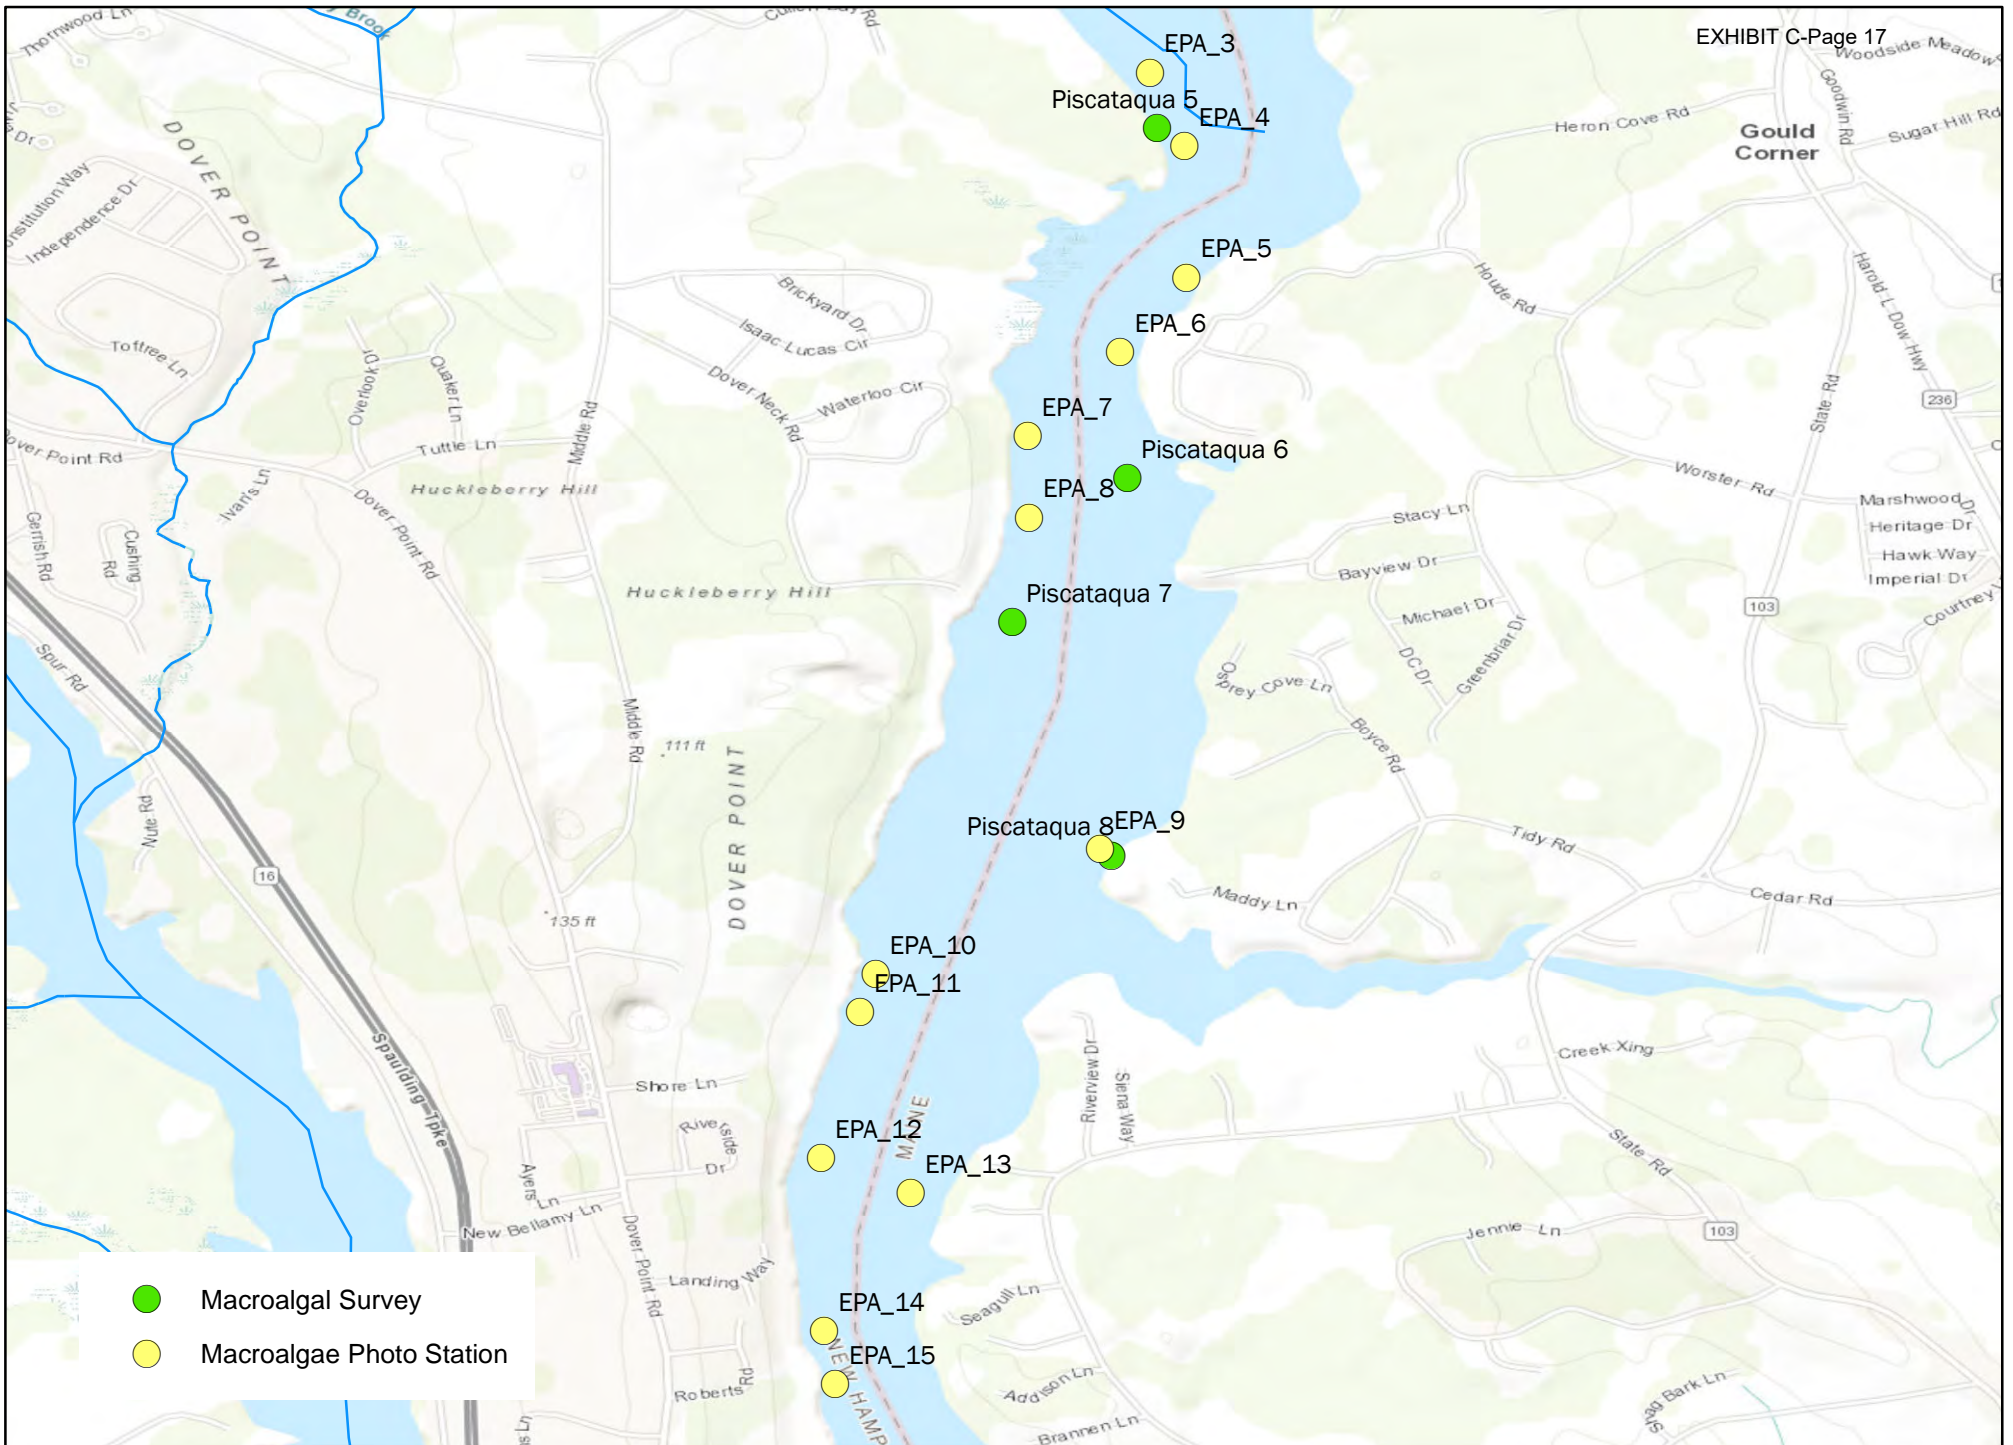 EXHIBIT C-Page 17
Thornwood Ln
Brook
EPA_3
Woodside Meadow
Goodwin Rd
Piscataqua 5
EPA_4
Heron Cove Rd
Gould
Corner
Sugar Hill Rd
DOVER POINT
Independence Dr
EPA_5
Houde Rd
Harold L Dow Hwy
Brickyard Dr
Isaac Lucas Cir
EPA_6
Toftree Ln
Overlook Dr
Quaker Ln
Dover Neck Rd
Waterloo Cir
State Rd
236
EPA_7
Middle Rd
Tuttle Ln
Piscataqua 6
Worster Rd
Huckleberry Hill
EPA_8
Ivan's Ln
Dover Point Rd
Gerrish Rd
Cushing
Rd
Stacy Ln
Marshwood Dr
Heritage Dr
Hawk Way
Imperial Dr
Bayview Dr
Huckleberry Hill
Piscataqua 7
Michael Dr
103
Courtney
Greenbriar Dr
DC Dr
Spur Rd
Osprey Cove Ln
Middle Rd
111 ft
Boyce Rd
DOVER POINT
Nute Rd
Piscataqua 8
EPA_9
Tidy Rd
16
Maddy Ln
Cedar Rd
135 ft
EPA_10
EPA_11
Spaulding Tpke
Riverview Dr
Siena Way
Creek Xing
Shore Ln
Riverside
Dr
EPA_12
MAINE
EPA_13
State Rd
Ayers Ln
New Bellamy Ln
Dover Point Rd
Jennie Ln
103
Landing Way
Macroalgal Survey
EPA_14
Seagull Ln
Macroalgae Photo Station
EPA_15
NEW HAMP
Roberts Rd
Addison Ln
Brannen Ln
Shag Bark Ln